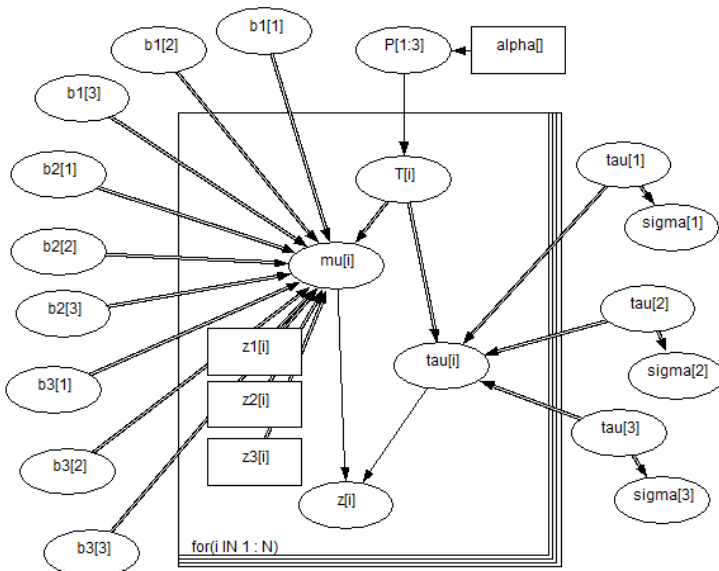 b1[1]
b1[2]
P[1:3]
alpha[]
b1[3]
b2[1]
T[i]
tau[1]
sigma[1]
b2[2]
mu[i]
b2[3]
tau[2]
z1[i]
tau[i]
sigma[2]
b3[1]
z2[i]
tau[3]
z3[i]
b3[2]
z[i]
sigma[3]
b3[3]
for(i IN 1 : N)